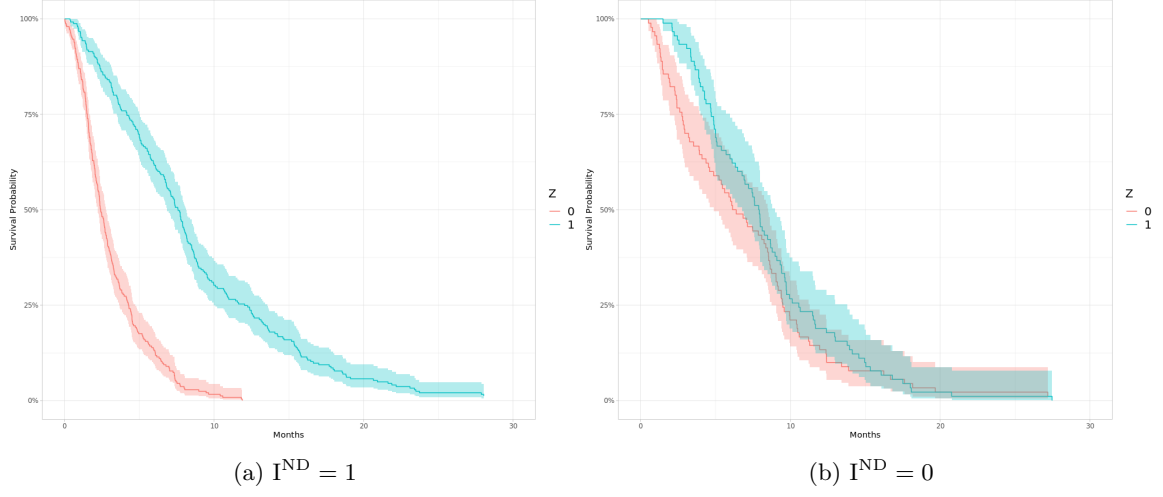 100%
75%
50%
25%
0%
Survival Probability
0
10
20
30
Months
Z
0
1
(a) I^ND = 1
100%
75%
50%
25%
0%
Survival Probability
0
10
20
30
Months
Z
0
1
(b) I^ND = 0